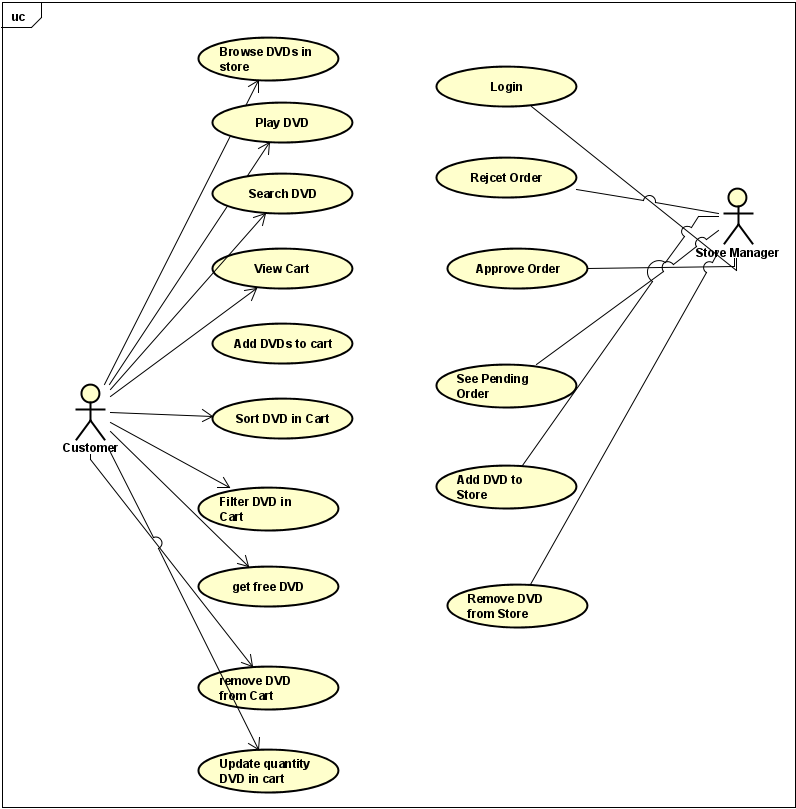 uc
Browse DVDs in
store
Play DVD
Search DVD
View Cart
Add DVDs to cart
Sort DVD in Cart
Filter DVD in
Cart
get free DVD
remove DVD
from Cart
Update quantity
DVD in cart
Customer
Login
Rejcet Order
Approve Order
See Pending
Order
Add DVD to
Store
Remove DVD
from Store
Store Manager